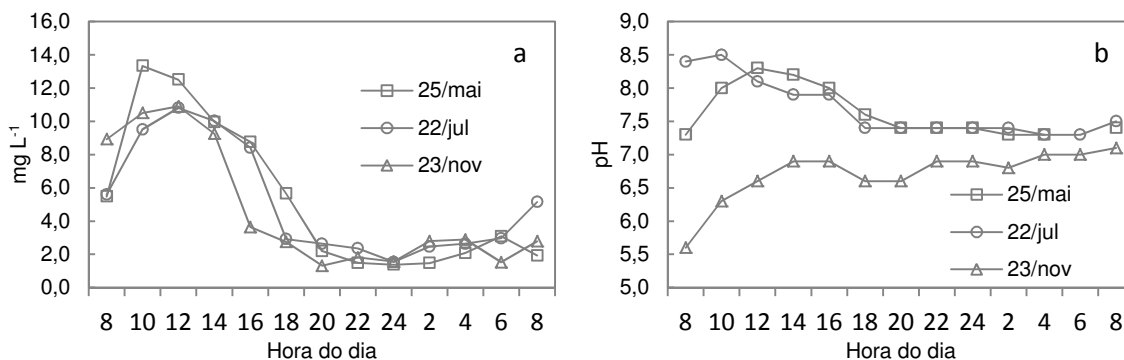 16,0
14,0
12,0
10,0
8,0
6,0
4,0
2,0
0,0
mg L-1
a
25/mai
22/jul
23/nov
8 10 12 14 16 18 20 22 24 2 4 6 8
Hora do dia
9,0
8,5
8,0
7,5
7,0
6,5
6,0
5,5
5,0
pH
b
25/mai
22/jul
23/nov
8 10 12 14 16 18 20 22 24 2 4 6 8
Hora do dia